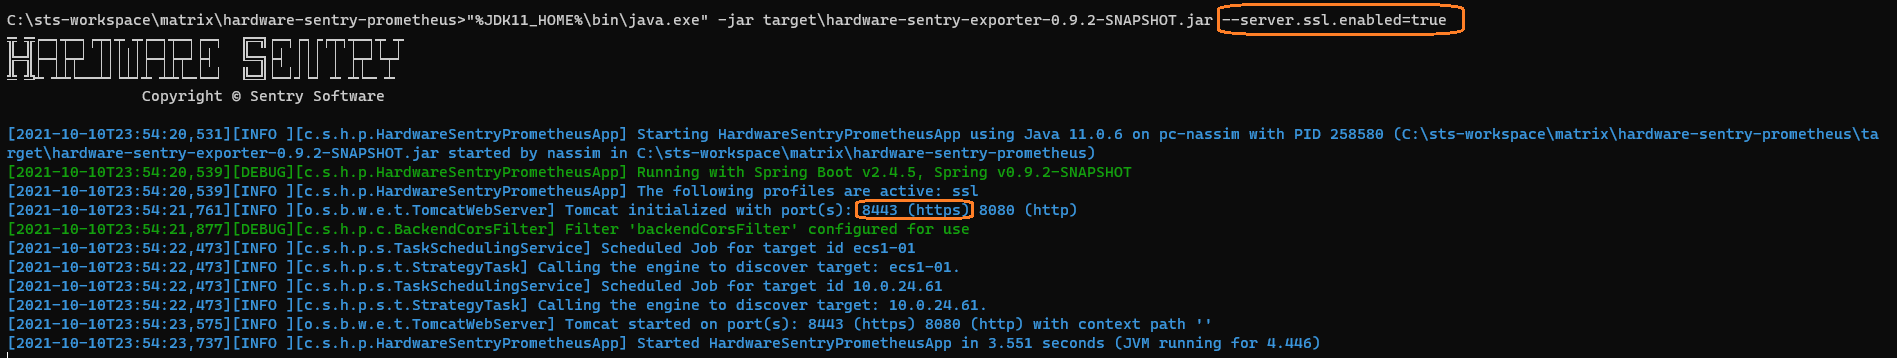 C:\sts-workspace\matrix\hardware-sentry-prometheus>"%JDK11_HOME%\bin\java.exe" -jar target\hardware-sentry-exporter-0.9.2-SNAPSHOT.jar --server.ssl.enabled=true
HARDWARE SENTRY
Copyright © Sentry Software
[2021-10-10T23:54:20,531][INFO ][c.s.h.p.HardwareSentryPrometheusApp] Starting HardwareSentryPrometheusApp using Java 11.0.6 on pc-nassim with PID 258580 (C:\sts-workspace\matrix\hardware-sentry-prometheus\ta
rget\hardware-sentry-exporter-0.9.2-SNAPSHOT.jar started by nassim in C:\sts-workspace\matrix\hardware-sentry-prometheus)
[2021-10-10T23:54:20,539][DEBUG][c.s.h.p.HardwareSentryPrometheusApp] Running with Spring Boot v2.4.5, Spring v0.9.2-SNAPSHOT
[2021-10-10T23:54:20,539][INFO ][c.s.h.p.HardwareSentryPrometheusApp] The following profiles are active: ssl
[2021-10-10T23:54:21,761][INFO ][o.s.b.w.e.t.TomcatWebServer] Tomcat initialized with port(s): 8443 (https) 8080 (http)
[2021-10-10T23:54:21,877][DEBUG][c.s.h.p.c.BackendCorsFilter] Filter 'backendCorsFilter' configured for use
[2021-10-10T23:54:22,473][INFO ][c.s.h.p.s.TaskSchedulingService] Scheduled Job for target id ecs1-01
[2021-10-10T23:54:22,473][INFO ][c.s.h.p.s.t.StrategyTask] Calling the engine to discover target: ecs1-01.
[2021-10-10T23:54:22,473][INFO ][c.s.h.p.s.TaskSchedulingService] Scheduled Job for target id 10.0.24.61
[2021-10-10T23:54:22,473][INFO ][c.s.h.p.s.t.StrategyTask] Calling the engine to discover target: 10.0.24.61.
[2021-10-10T23:54:23,575][INFO ][o.s.b.w.e.t.TomcatWebServer] Tomcat started on port(s): 8443 (https) 8080 (http) with context path ''
[2021-10-10T23:54:23,737][INFO ][c.s.h.p.HardwareSentryPrometheusApp] Started HardwareSentryPrometheusApp in 3.551 seconds (JVM running for 4.446)